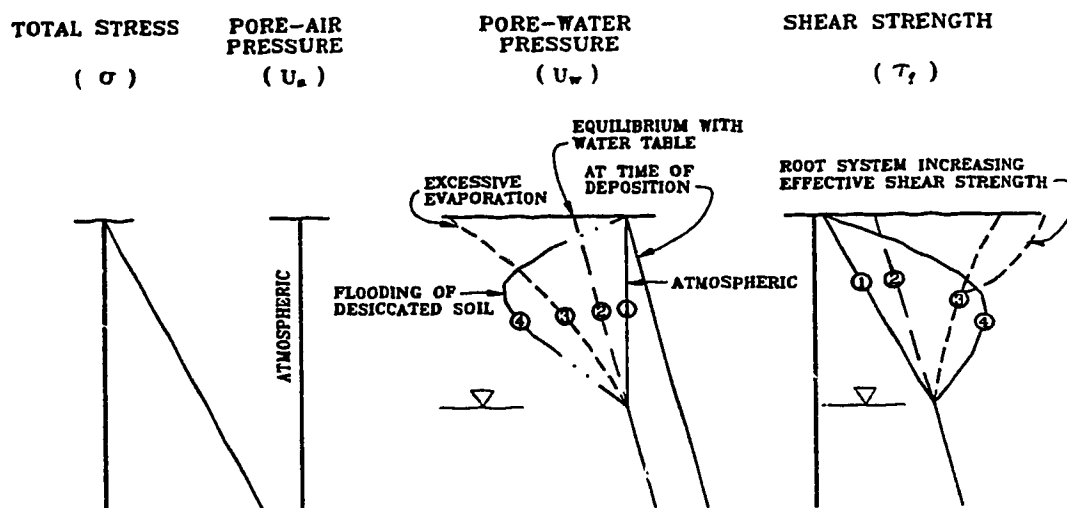 TOTAL STRESS
( σ )
PORE-AIR
PRESSURE
( Uₐ )
PORE-WATER
PRESSURE
( U_w )
SHEAR STRENGTH
( τ_f )
EQUILIBRIUM WITH
WATER TABLE
AT TIME OF
DEPOSITION
EXCESSIVE
EVAPORATION
ROOT SYSTEM INCREASING
EFFECTIVE SHEAR STRENGTH
ATMOSPHERIC
FLOODING OF
DESICCATED SOIL
ATMOSPHERIC
④
③
②
①
①
②
③
④